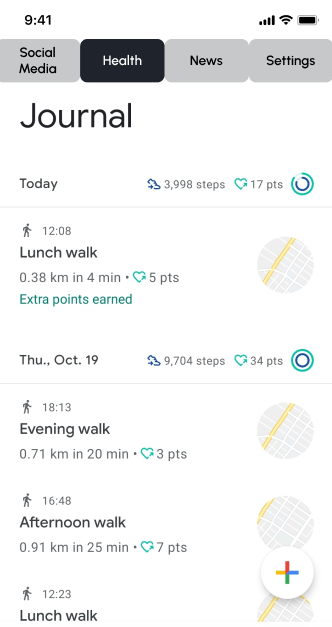 9:41
Social
Media
Health
News
Settings
Journal
Today 3,998 steps 17 pts
12:08
Lunch walk
0.38 km in 4 min • 5 pts
Extra points earned
Thu., Oct. 19 9,704 steps 34 pts
18:13
Evening walk
0.71 km in 20 min • 3 pts
16:48
Afternoon walk
0.91 km in 25 min • 7 pts
12:23
Lunch walk